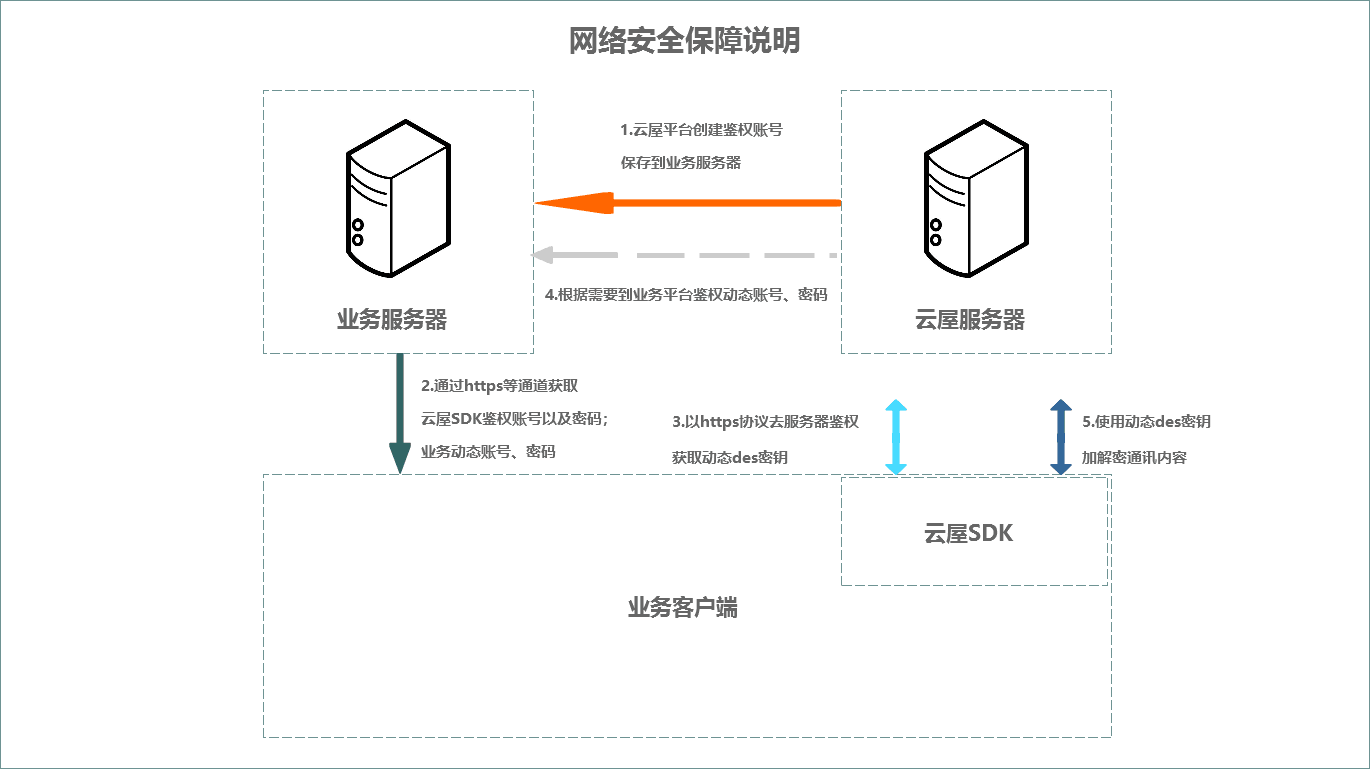 网络安全保障说明
1.云屋平台创建鉴权账号
保存到业务服务器
4.根据需要到业务平台鉴权动态账号、密码
业务服务器
云屋服务器
2.通过https等通道获取
云屋SDK鉴权账号以及密码；
业务动态账号、密码
3.以https协议去服务器鉴权
获取动态des密钥
5.使用动态des密钥
加解密通讯内容
云屋SDK
业务客户端